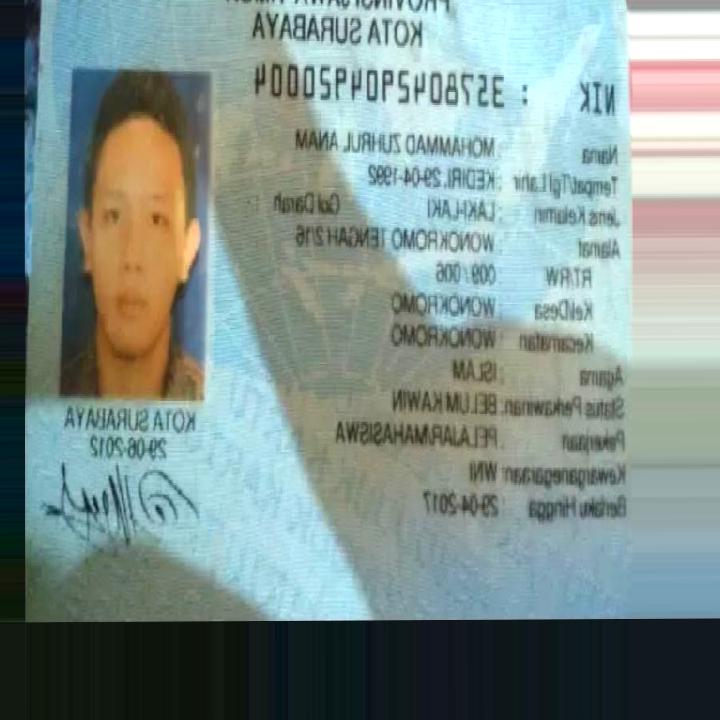 PROVINSI JAWA TIMUR
KOTA SURABAYA
NIK : 3578042904920004
Nama : MOHAMMAD ZUHRUL ANAM
Tempat/Tgl Lahir : KEDIRI, 29-04-1992
Jenis Kelamin : LAKI-LAKI Gol Darah
Alamat : WONOKROMO TENGAH 2/16
RT/RW : 009 \ 006
Kel/Desa : WONOKROMO
Kecamatan : WONOKROMO
Agama : ISLAM
Status Perkawinan: BELUM KAWIN
Pekerjaan : PELAJAR/MAHASISWA
Kewarganegaraan: WNI
Berlaku Hingga : 29-04-2017
KOTA SURABAYA
29-06-2012